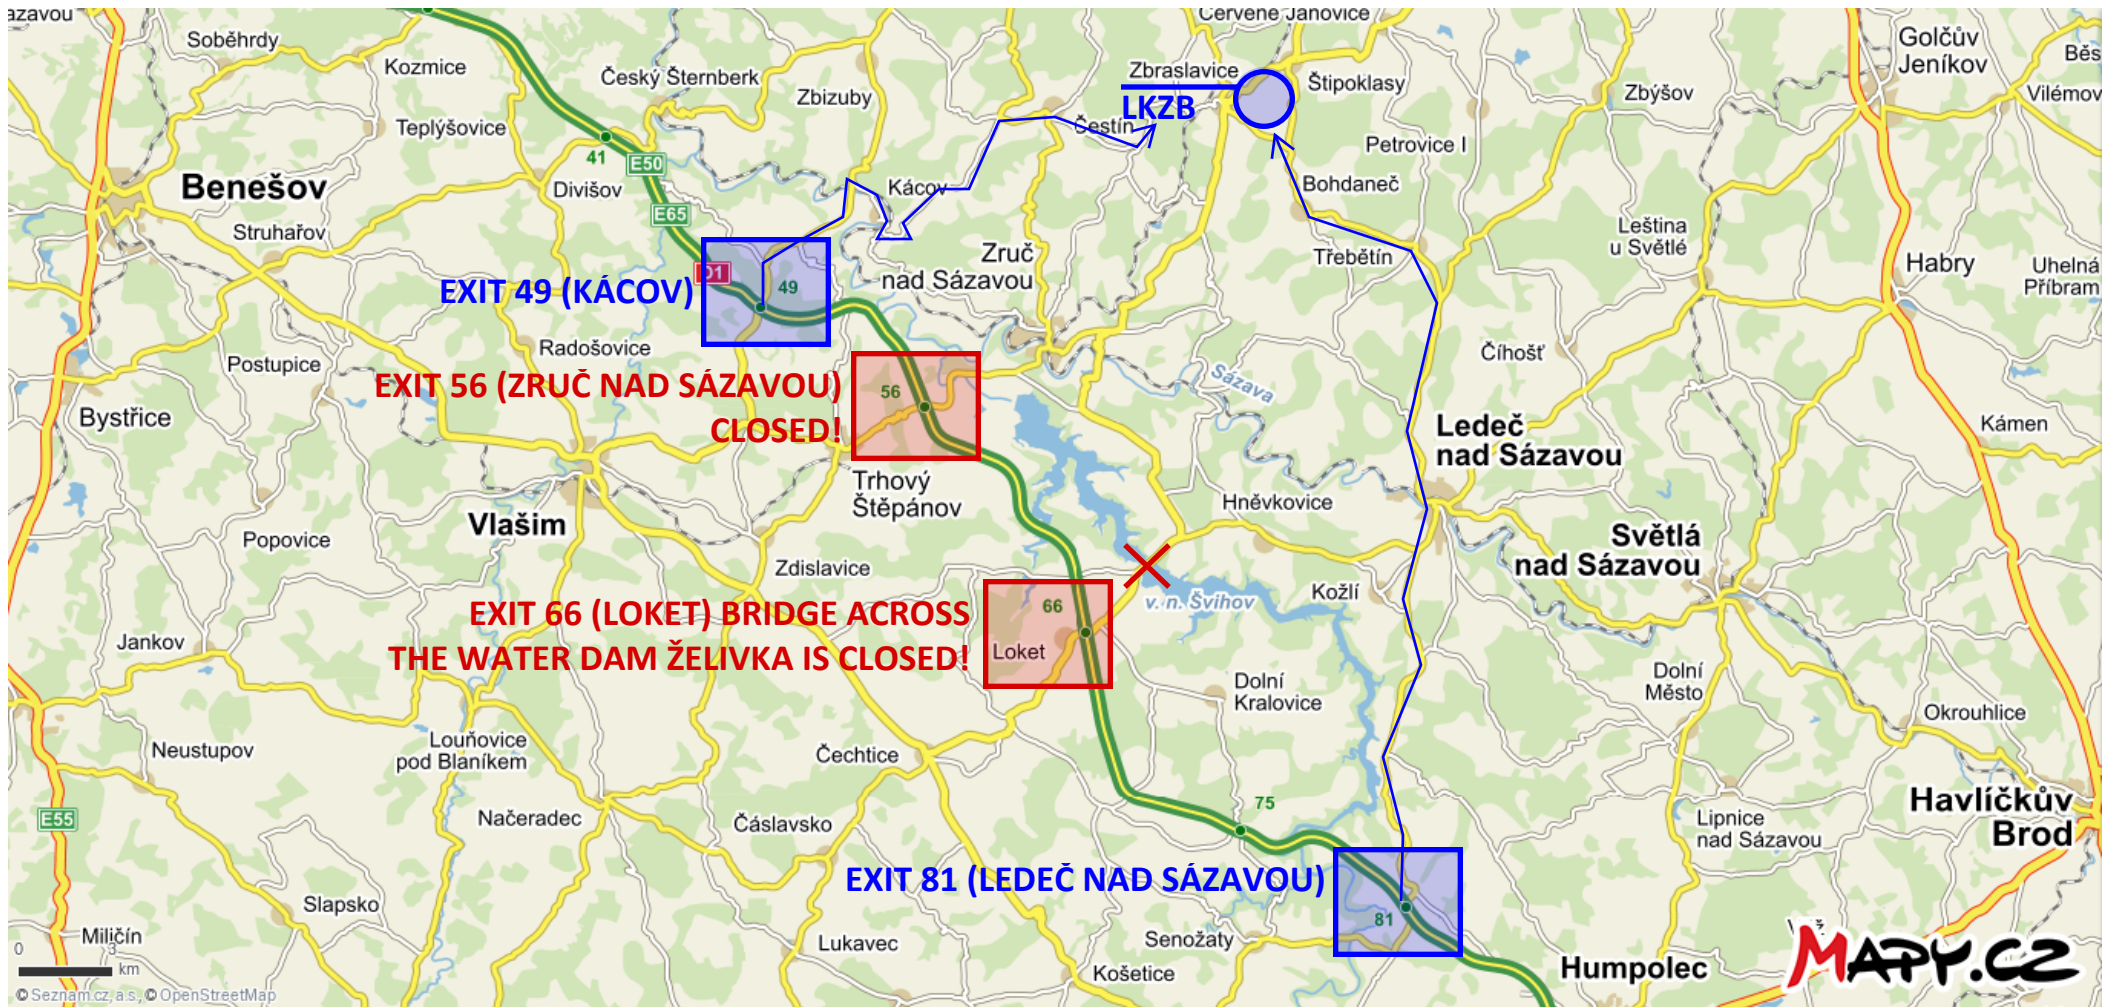 azavou
Soběhrdy
Kozmice
Český Šternberk
Zbizuby
Červené Janovice
Zbraslavice
Štipoklasy
LKZB
Čestín
Golčův
Jeníkov
Běs
Zbýšov
Vilémov
Teplýšovice
41
E50
Divišov
E65
Petrovice I
Benešov
Kácov
Bohdaneč
Struhařov
Leština
u Světlé
Zruč
nad Sázavou
Třebětín
Habry
Uhelná
Příbram
D1
EXIT 49 (KÁCOV)
49
Postupice
Radošovice
Číhošť
Sázava
EXIT 56 (ZRUČ NAD SÁZAVOU)
CLOSED!
56
Bystřice
Ledeč
nad Sázavou
Kámen
Trhový
Štěpánov
Hněvkovice
Vlašim
Popovice
Světlá
nad Sázavou
Zdislavice
Kožlí
v. n. Švihov
EXIT 66 (LOKET) BRIDGE ACROSS
THE WATER DAM ŽELIVKA IS CLOSED!
66
Loket
Jankov
Dolní
Kralovice
Dolní
Město
Okrouhlice
Neustupov
Louňovice
pod Blaníkem
Čechtice
75
Havlíčkův
Brod
E55
Načeradec
Čáslavsko
Lipnice
nad Sázavou
EXIT 81 (LEDEČ NAD SÁZAVOU)
81
Slapsko
Miličín
Lukavec
Senožaty
Košetice
Humpolec
MAPY.CZ
0 3
km
© Seznam.cz, a.s., © OpenStreetMap